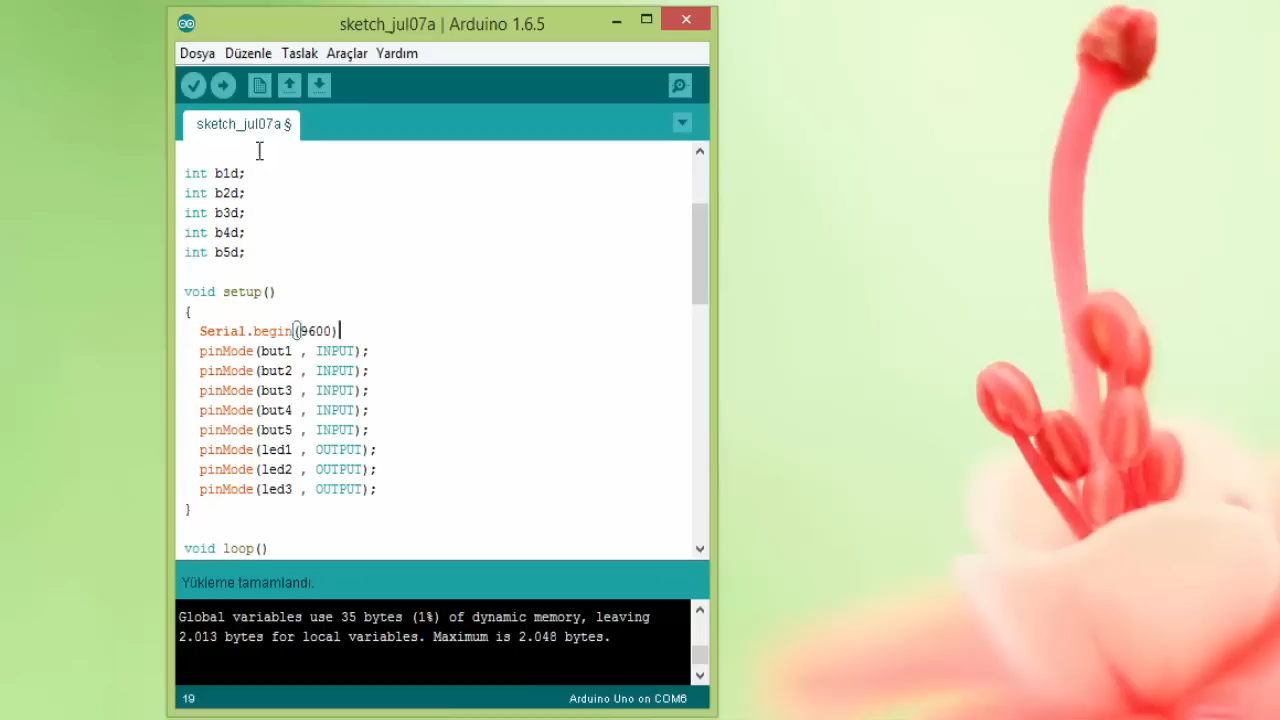 sketch_jul07a | Arduino 1.6.5
Dosya Düzenle Taslak Araçlar Yardım
sketch_jul07a §
int b1d;
int b2d;
int b3d;
int b4d;
int b5d;
void setup()
{
Serial.begin(9600)
pinMode(but1 , INPUT);
pinMode(but2 , INPUT);
pinMode(but3 , INPUT);
pinMode(but4 , INPUT);
pinMode(but5 , INPUT);
pinMode(led1 , OUTPUT);
pinMode(led2 , OUTPUT);
pinMode(led3 , OUTPUT);
}
void loop()
Yükleme tamamlandı.
Global variables use 35 bytes (1%) of dynamic memory, leaving
2.013 bytes for local variables. Maximum is 2.048 bytes.
19 Arduino Uno on COM6